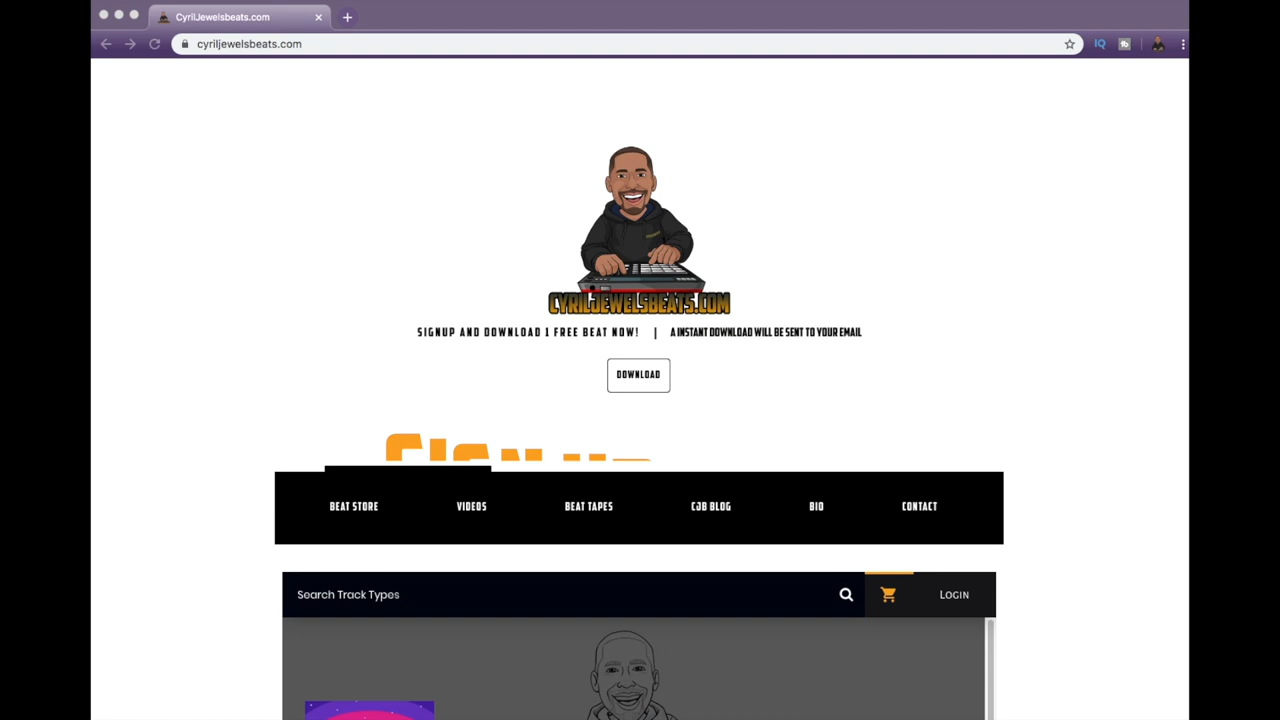 CyrilJewelsbeats.com
cyriljewelsbeats.com
IQ
CYRILJEWELSBEATS.COM
SIGNUP AND DOWNLOAD 1 FREE BEAT NOW! | A INSTANT DOWNLOAD WILL BE SENT TO YOUR EMAIL
DOWNLOAD
BEAT STORE VIDEOS BEAT TAPES CJB BLOG BIO CONTACT
Search Track Types LOGIN